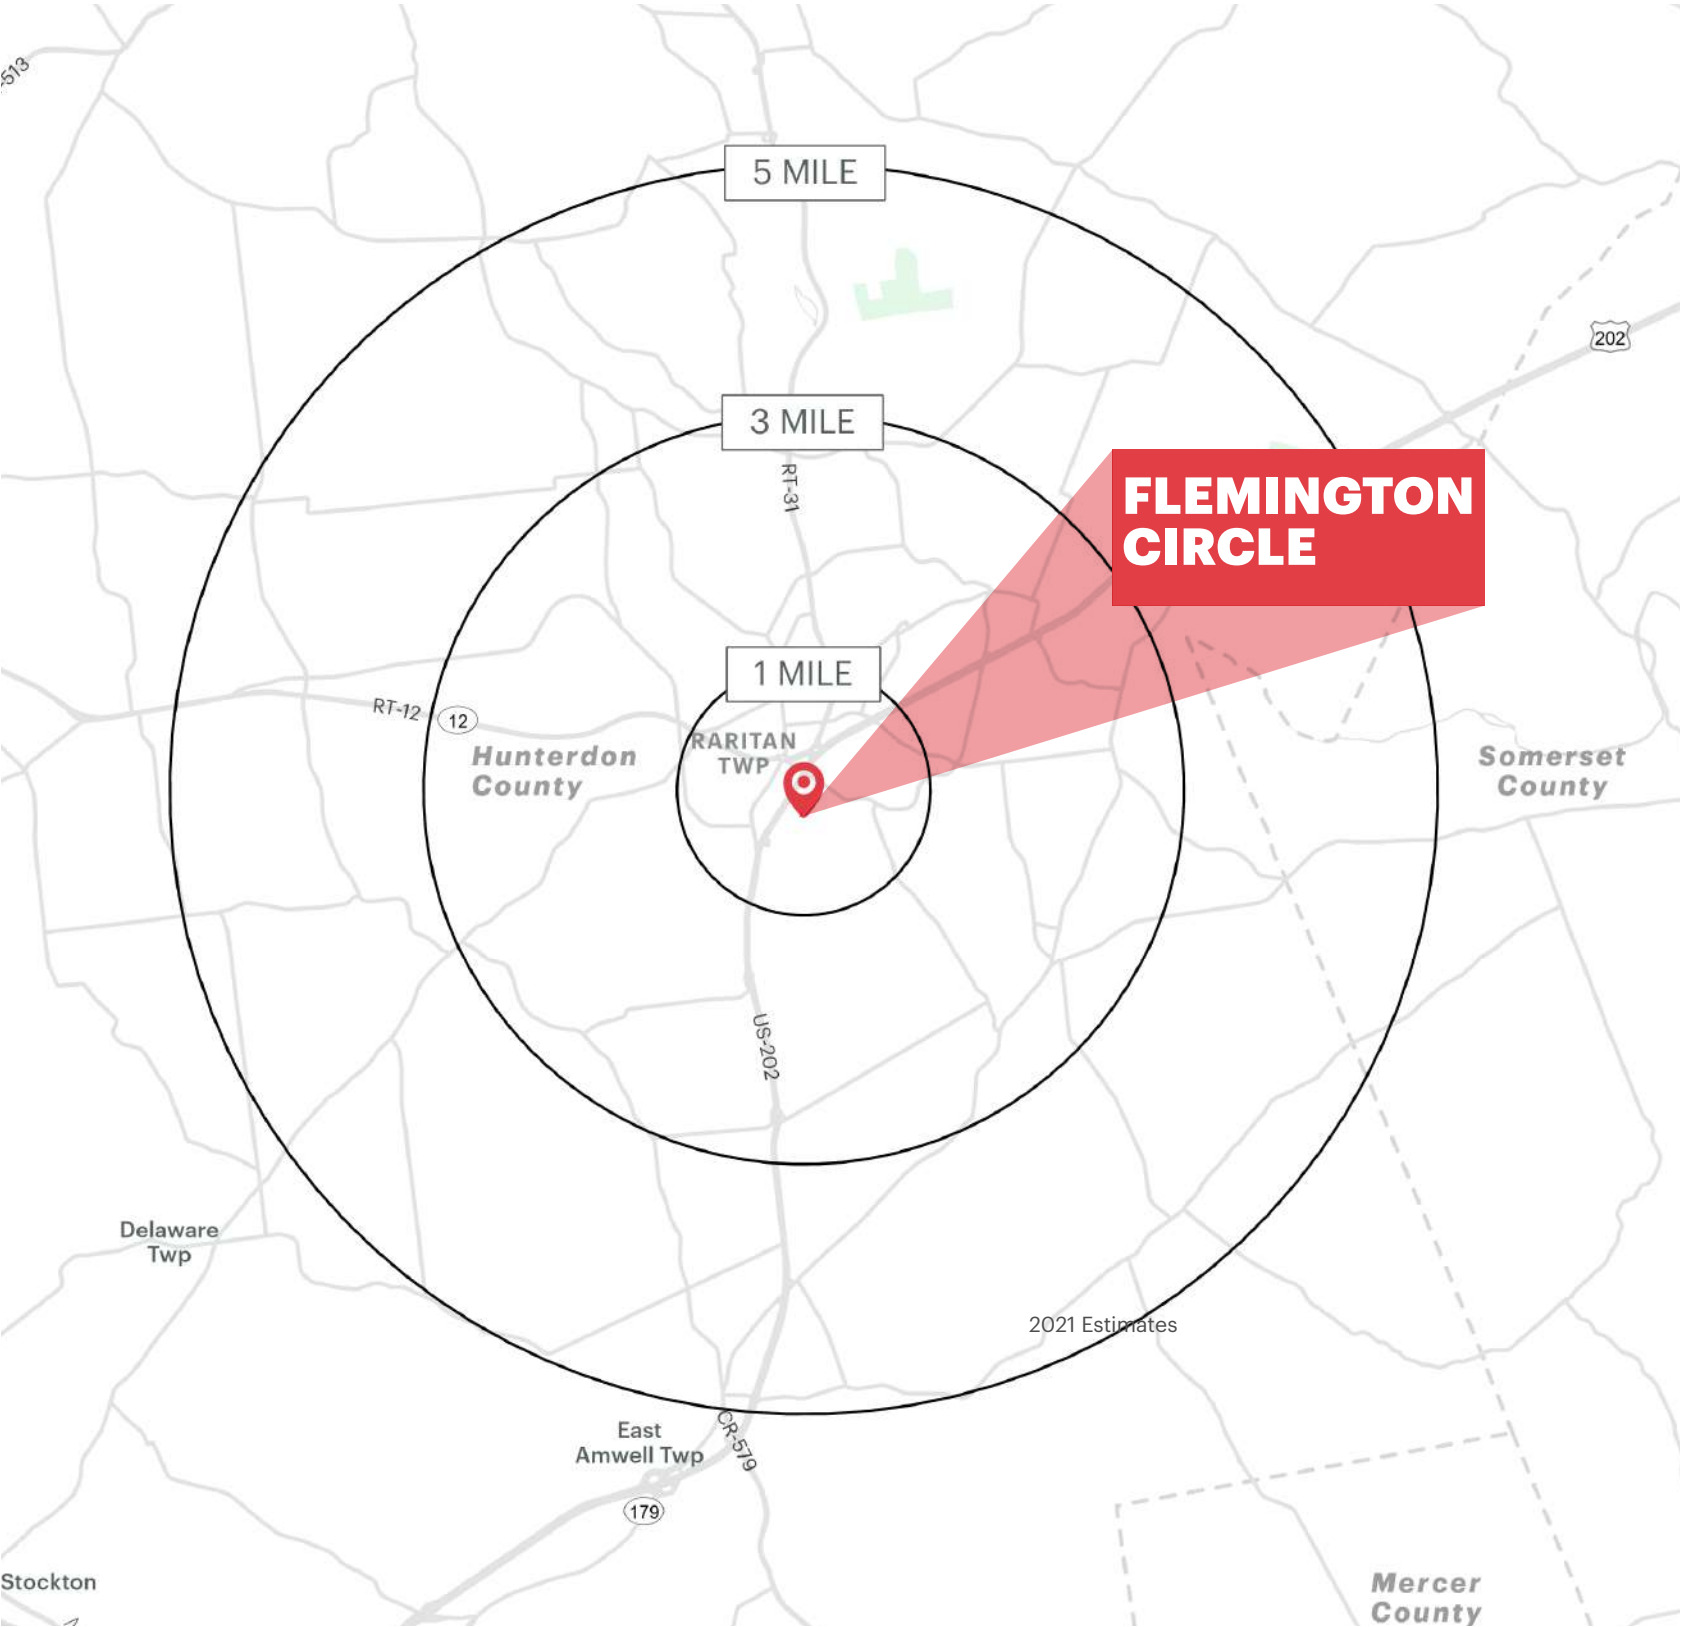 -513
5 MILE
202
3 MILE
RT-31
FLEMINGTON
CIRCLE
1 MILE
RT-12
12
RARITAN
TWP
Hunterdon
County
Somerset
County
US-202
Delaware
Twp
2021 Estimates
CR-579
East
Amwell Twp
179
Stockton
Mercer
County